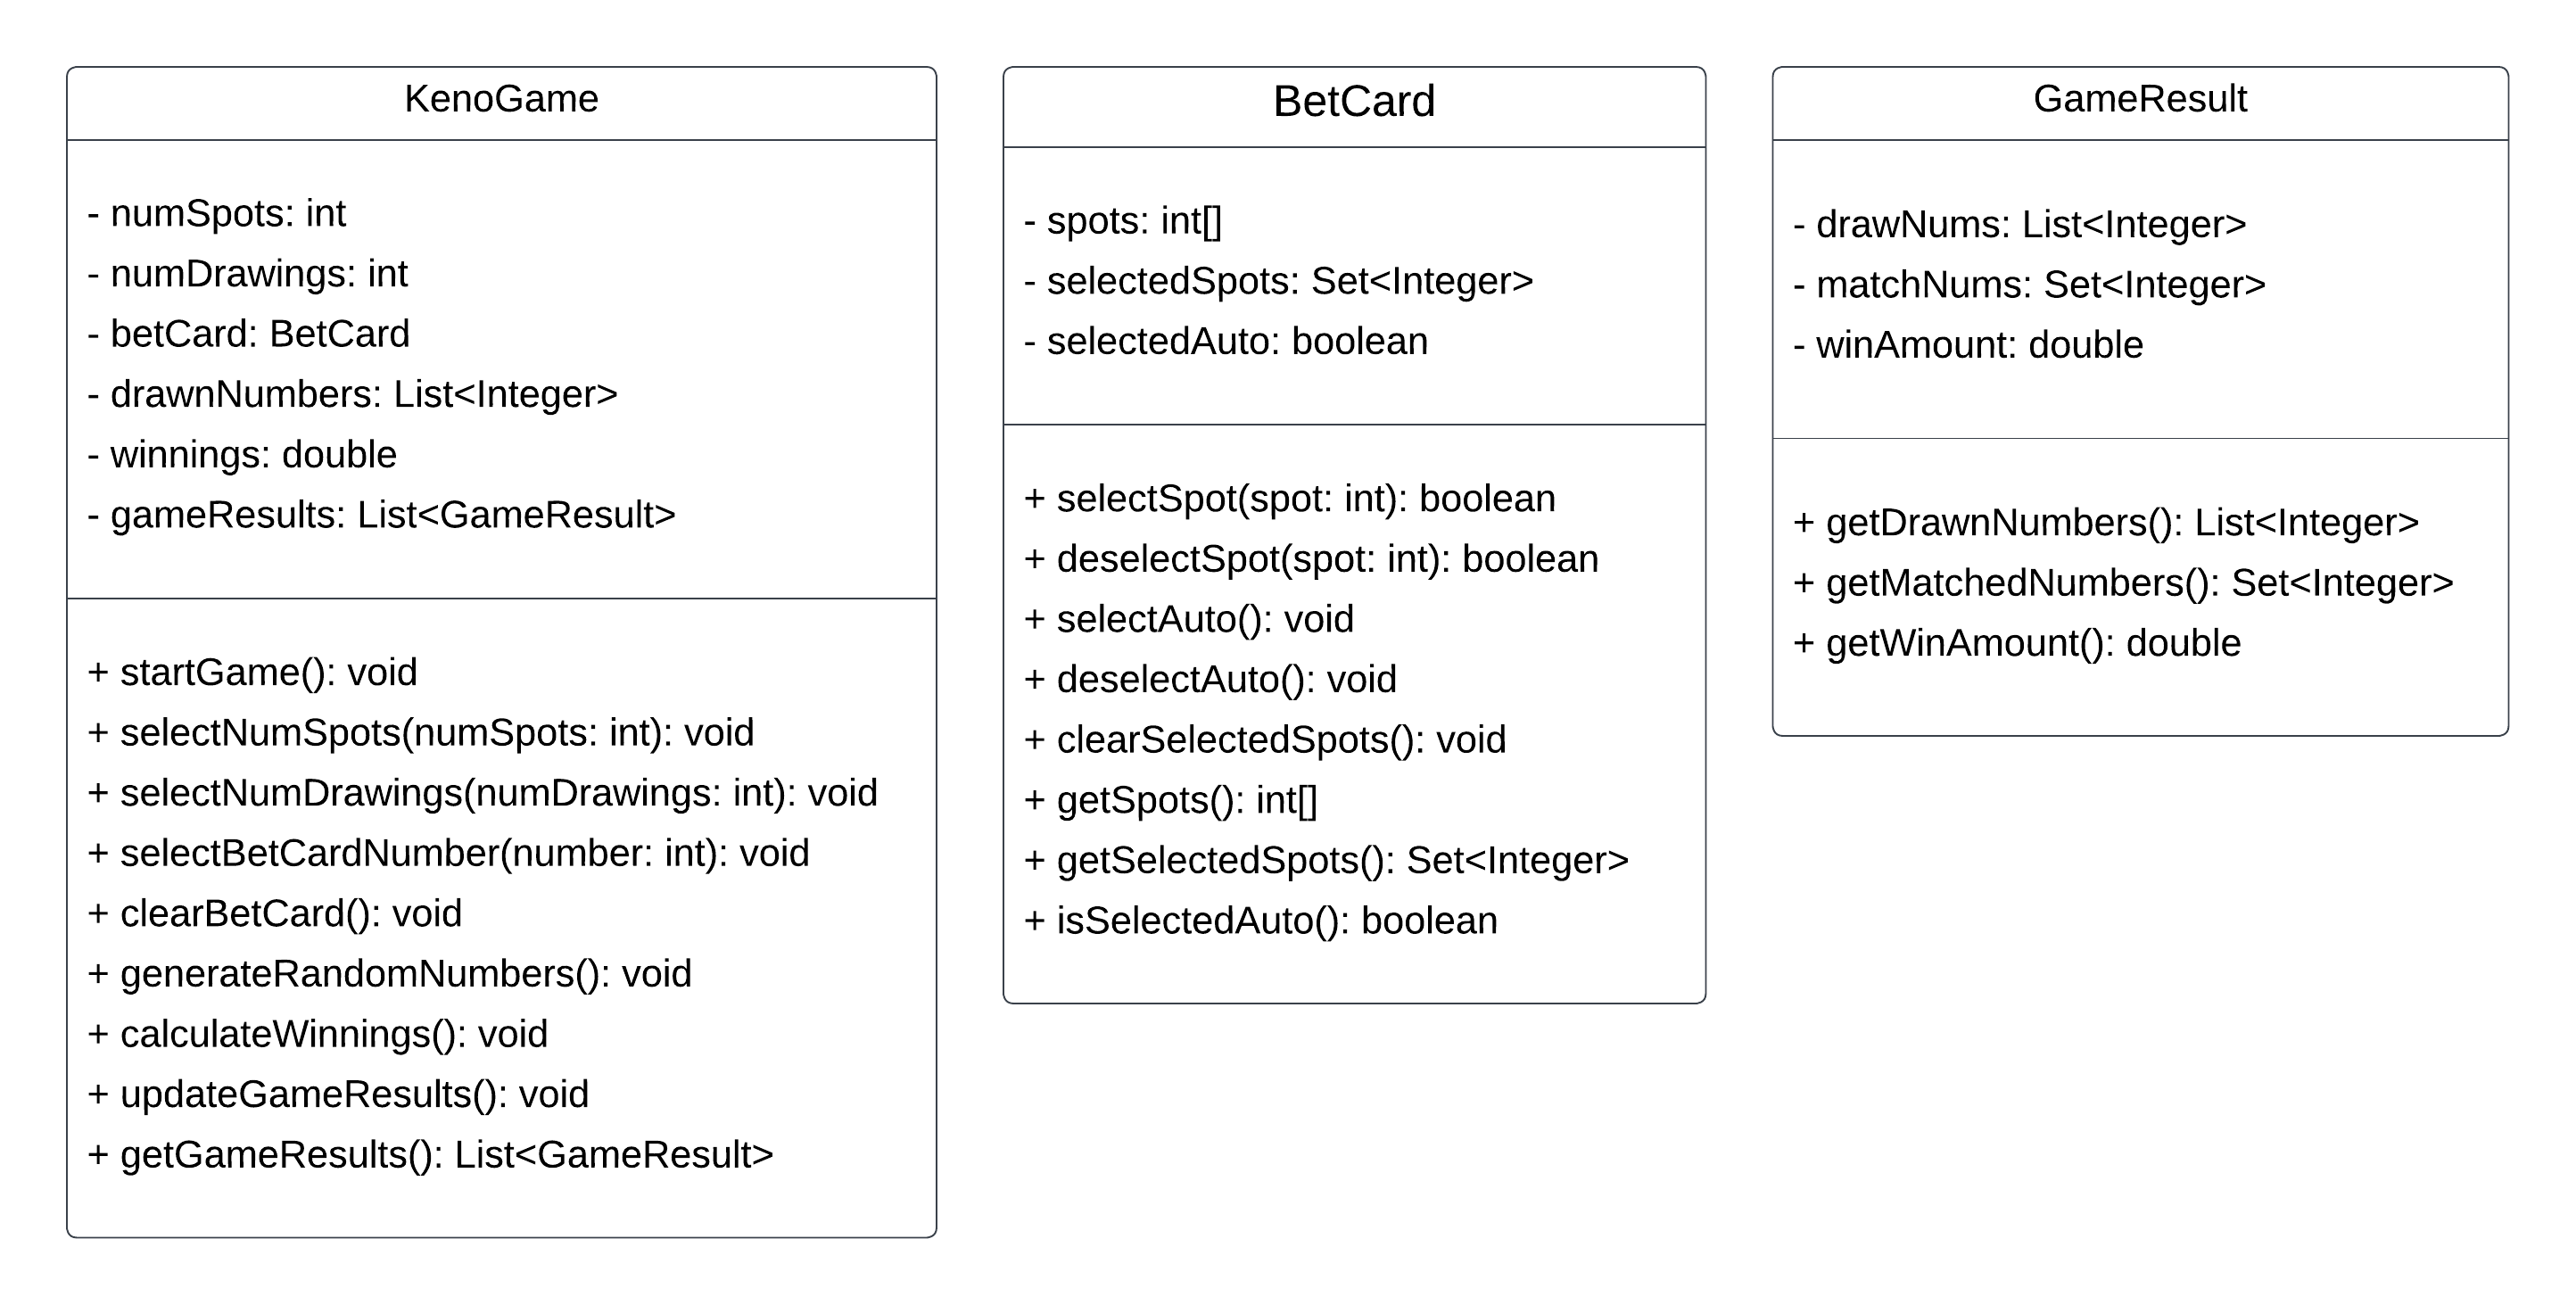 KenoGame
- numSpots: int
- numDrawings: int
- betCard: BetCard
- drawnNumbers: List<Integer>
- winnings: double
- gameResults: List<GameResult>
+ startGame(): void
+ selectNumSpots(numSpots: int): void
+ selectNumDrawings(numDrawings: int): void
+ selectBetCardNumber(number: int): void
+ clearBetCard(): void
+ generateRandomNumbers(): void
+ calculateWinnings(): void
+ updateGameResults(): void
+ getGameResults(): List<GameResult>
BetCard
- spots: int[]
- selectedSpots: Set<Integer>
- selectedAuto: boolean
+ selectSpot(spot: int): boolean
+ deselectSpot(spot: int): boolean
+ selectAuto(): void
+ deselectAuto(): void
+ clearSelectedSpots(): void
+ getSpots(): int[]
+ getSelectedSpots(): Set<Integer>
+ isSelectedAuto(): boolean
GameResult
- drawNums: List<Integer>
- matchNums: Set<Integer>
- winAmount: double
+ getDrawnNumbers(): List<Integer>
+ getMatchedNumbers(): Set<Integer>
+ getWinAmount(): double